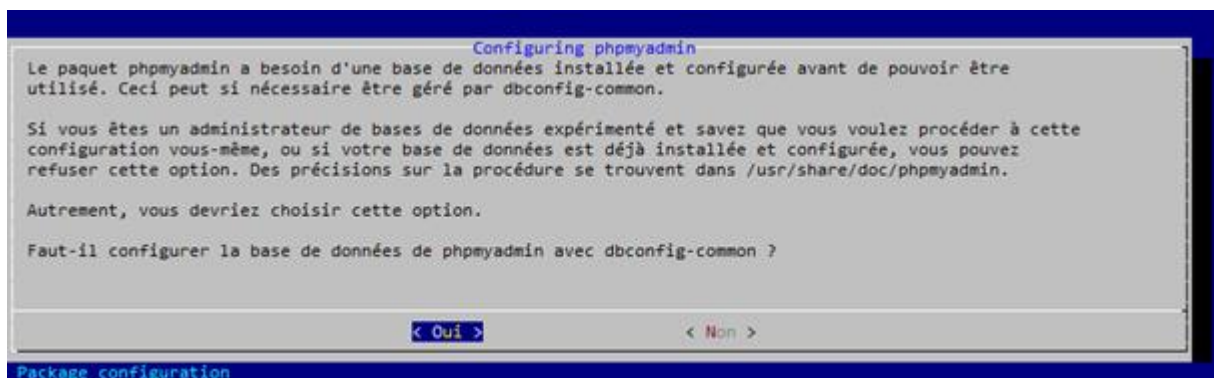 Configuring phpmyadmin
Le paquet phpmyadmin a besoin d'une base de données installée et configurée avant de pouvoir être
utilisé. Ceci peut si nécessaire être géré par dbconfig-common.
Si vous êtes un administrateur de bases de données expérimenté et savez que vous voulez procéder à cette
configuration vous-même, ou si votre base de données est déjà installée et configurée, vous pouvez
refuser cette option. Des précisions sur la procédure se trouvent dans /usr/share/doc/phpmyadmin.
Autrement, vous devriez choisir cette option.
Faut-il configurer la base de données de phpmyadmin avec dbconfig-common ?
< Oui > < Non >
Package configuration